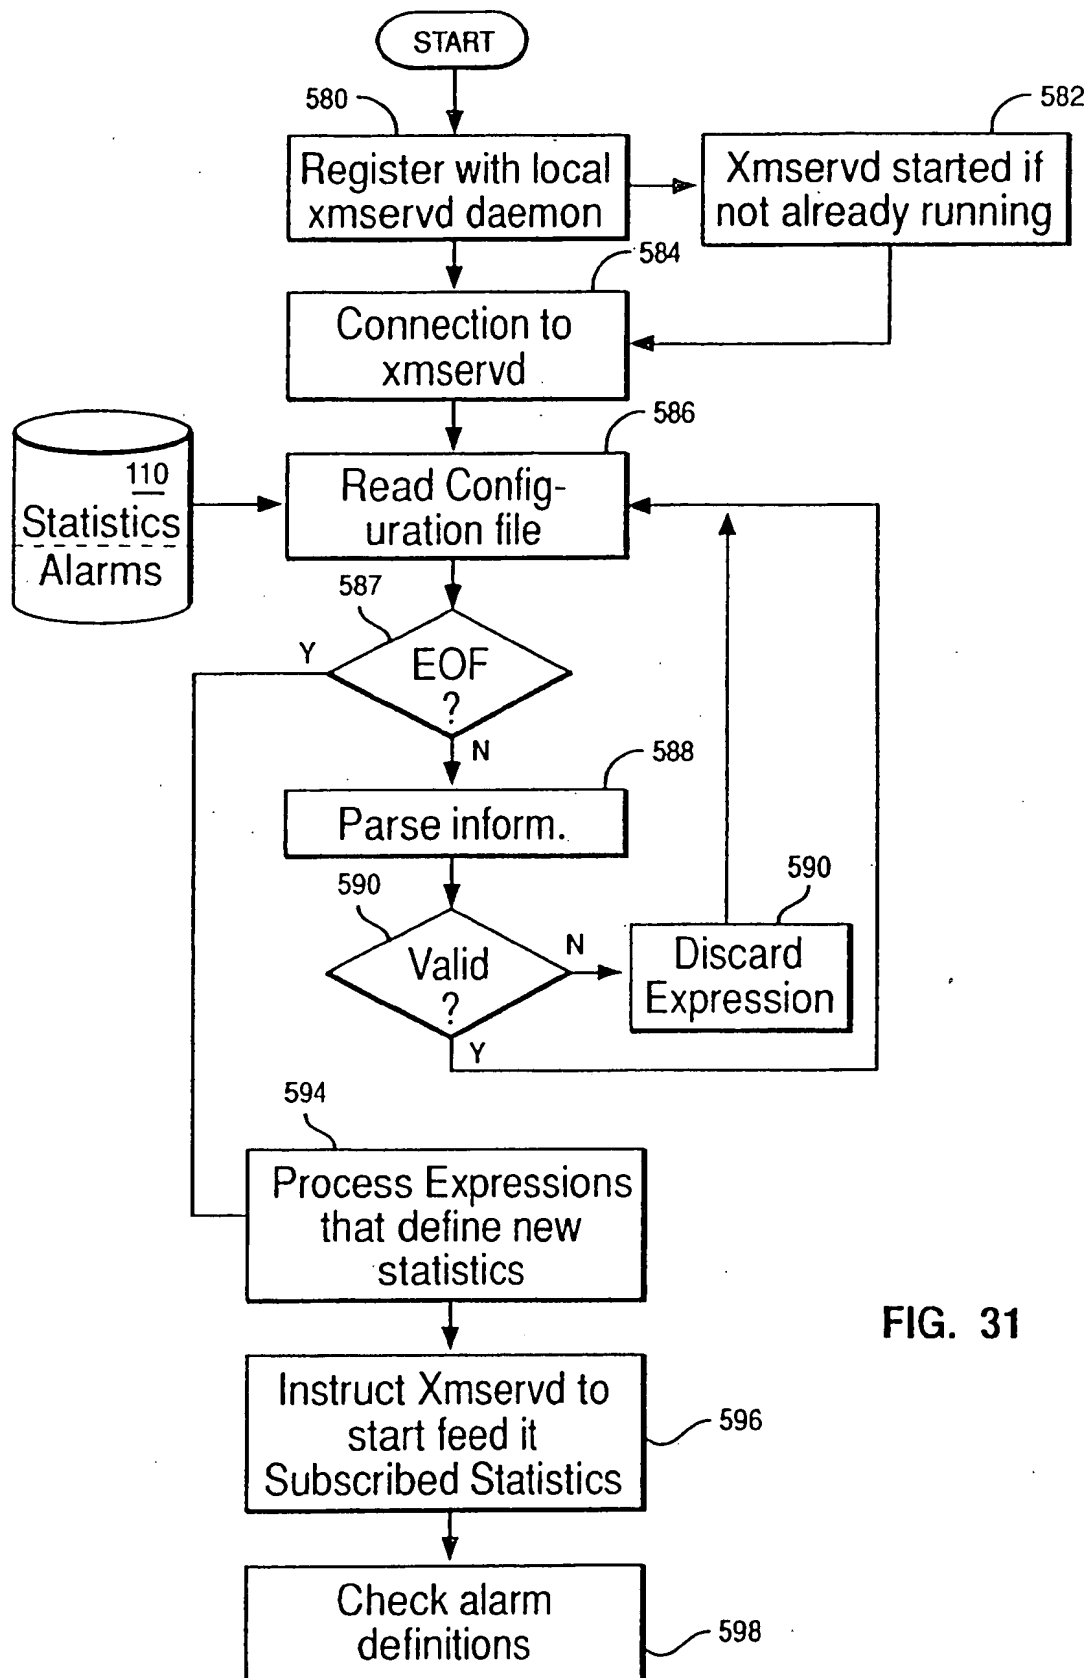 START
580
582
Register with local
xmservd daemon
Xmservd started if
not already running
584
Connection to
xmservd
586
110
Statistics
Alarms
Read Config-
uration file
587
Y
EOF
?
N
588
Parse inform.
590
590
Valid
?
N
Y
Discard
Expression
594
Process Expressions
that define new
statistics
FIG. 31
Instruct Xmservd to
start feed it
Subscribed Statistics
596
Check alarm
definitions
598